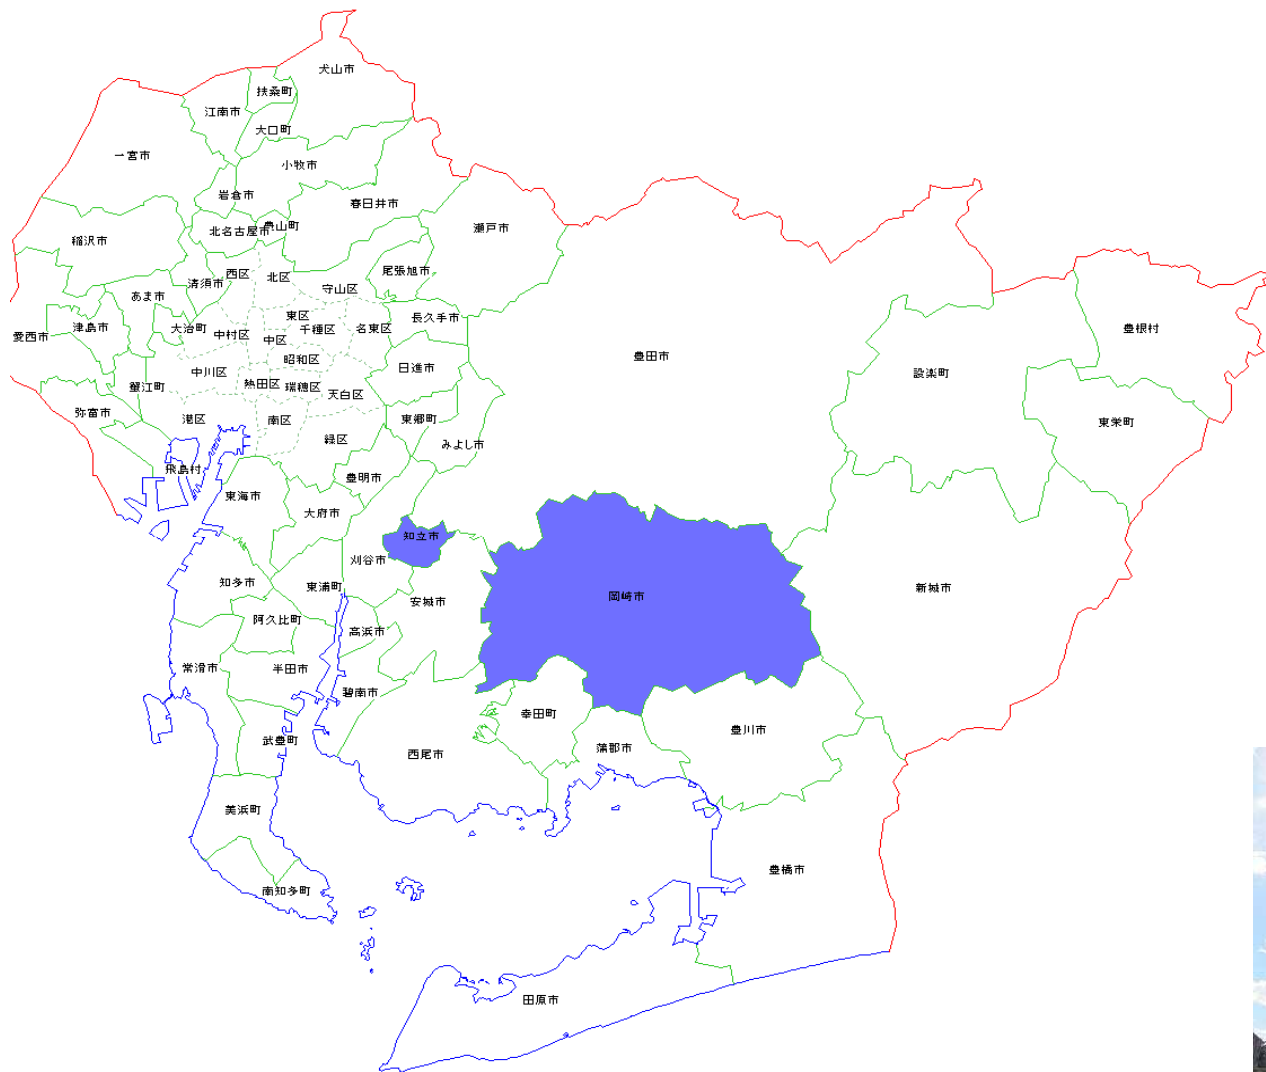 犬山市
扶桑町
江南市
大口町
一宮市
小牧市
岩倉市
春日井市
北名古屋市
豊山町
瀬戸市
稲沢市
西区
北区
尾張旭市
清須市
守山区
あま市
東区
長久手市
津島市
大治町
中村区
千種区
名東区
愛西市
中区
豊根村
豊田市
昭和区
日進市
中川区
設楽町
蟹江町
熱田区
瑞穂区
天白区
弥富市
港区
南区
東郷町
東栄町
緑区
みよし市
飛島村
豊明市
東海市
大府市
知立市
刈谷市
知多市
東浦町
新城市
岡崎市
安城市
阿久比町
高浜市
常滑市
半田市
碧南市
幸田町
豊川市
武豊町
蒲郡市
西尾市
美浜町
豊橋市
南知多町
田原市